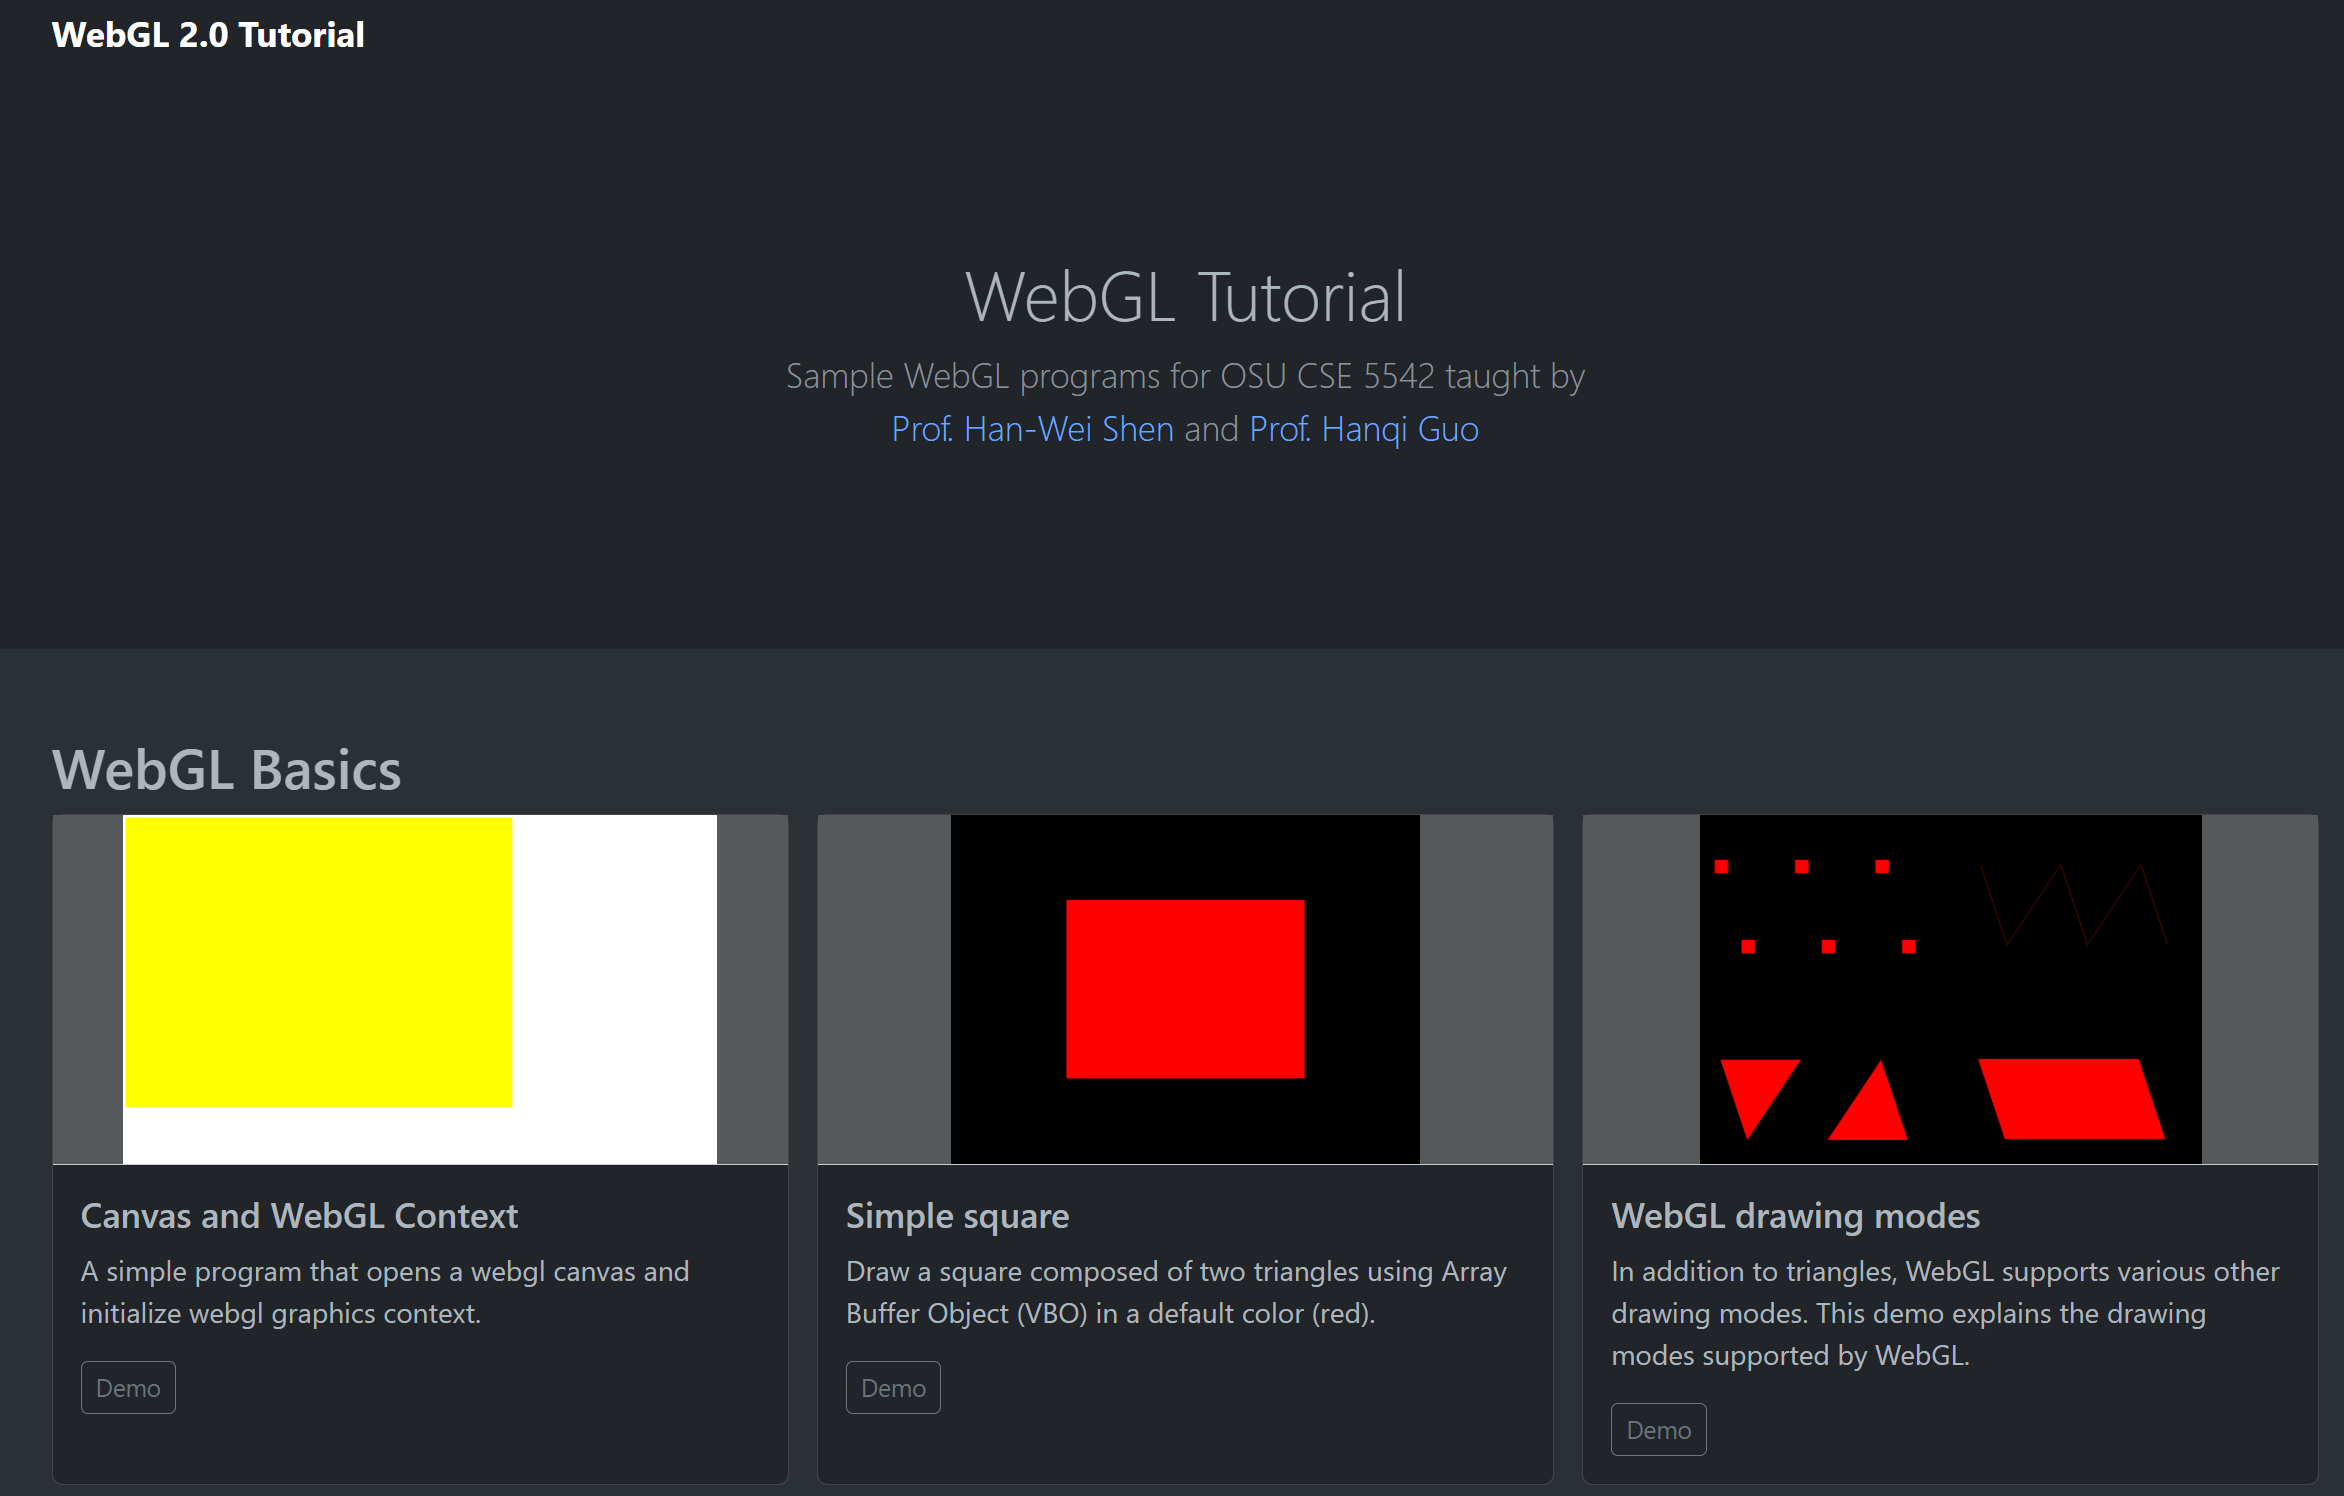 WebGL 2.0 Tutorial
WebGL Tutorial
Sample WebGL programs for OSU CSE 5542 taught by
Prof. Han-Wei Shen and Prof. Hanqi Guo
WebGL Basics
Canvas and WebGL Context
A simple program that opens a webgl canvas and
initialize webgl graphics context.
Demo
Simple square
Draw a square composed of two triangles using Array
Buffer Object (VBO) in a default color (red).
Demo
WebGL drawing modes
In addition to triangles, WebGL supports various other
drawing modes. This demo explains the drawing
modes supported by WebGL.
Demo